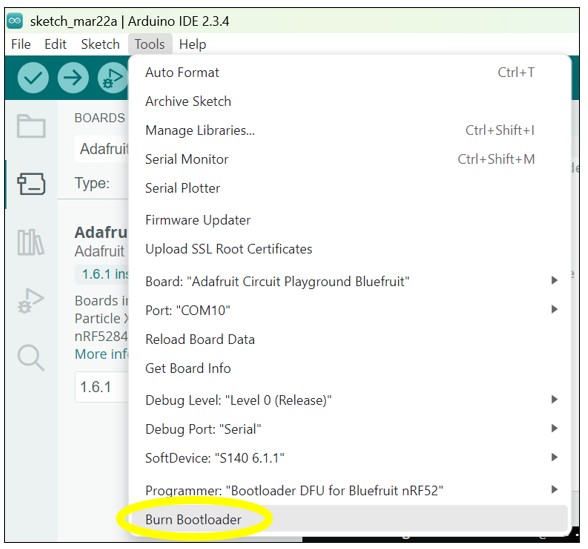 sketch_mar22a | Arduino IDE 2.3.4
File Edit Sketch Tools Help
BOARDS
Adafruit
Type:
Adafru
Adafruit
1.6.1 ins
Boards in
Particle X
nRF5284
More info
1.6.1
Auto Format Ctrl+T
Archive Sketch
Manage Libraries... Ctrl+Shift+I
Serial Monitor Ctrl+Shift+M
Serial Plotter
Firmware Updater
Upload SSL Root Certificates
Board: "Adafruit Circuit Playground Bluefruit"
Port: "COM10"
Reload Board Data
Get Board Info
Debug Level: "Level 0 (Release)"
Debug Port: "Serial"
SoftDevice: "S140 6.1.1"
Programmer: "Bootloader DFU for Bluefruit nRF52"
Burn Bootloader